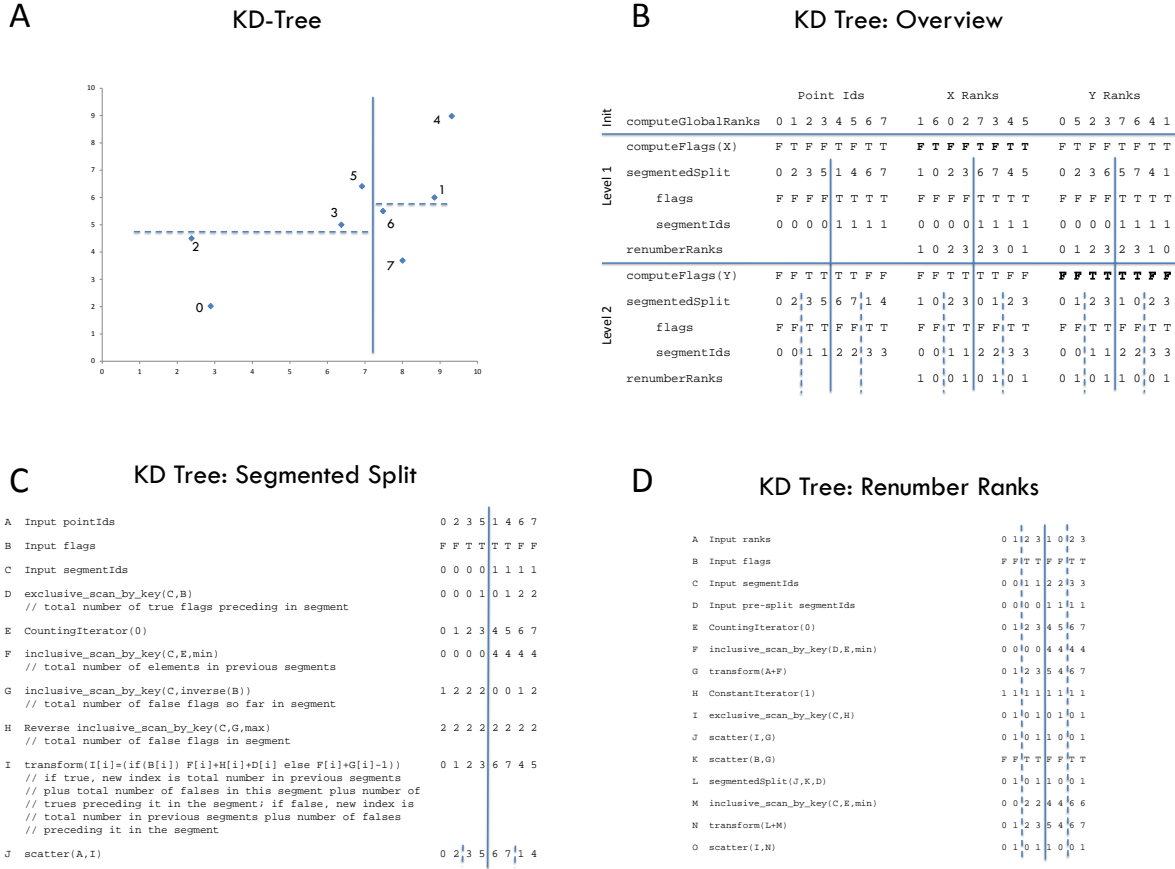 A
KD-Tree
10
9
8
7
6
5
4
3
2
1
0
0 1 2 3 4 5 6 7 8 9 10
4
5
1
3
6
2
7
0
B
KD Tree: Overview
Point Ids X Ranks Y Ranks
Init
computeGlobalRanks 0 1 2 3 4 5 6 7 1 6 0 2 7 3 4 5 0 5 2 3 7 6 4 1
Level 1
computeFlags(X) F T F F T F T T F T F F T F T T F T F F T F T T
segmentedSplit 0 2 3 5 1 4 6 7 1 0 2 3 6 7 4 5 0 2 3 6 5 7 4 1
flags F F F F T T T T F F F F T T T T F F F F T T T T
segmentIds 0 0 0 0 1 1 1 1 0 0 0 0 1 1 1 1 0 0 0 0 1 1 1 1
renumberRanks 1 0 2 3 2 3 0 1 0 1 2 3 2 3 1 0
Level 2
computeFlags(Y) F F T T T T F F F F T T T T F F F F T T T T F F
segmentedSplit 0 2 3 5 6 7 1 4 1 0 2 3 0 1 2 3 0 1 2 3 1 0 2 3
flags F F T T F F T T F F T T F F T T F F T T F F T T
segmentIds 0 0 1 1 2 2 3 3 0 0 1 1 2 2 3 3 0 0 1 1 2 2 3 3
renumberRanks 1 0 0 1 0 1 0 1 0 1 0 1 1 0 0 1
C
KD Tree: Segmented Split
A Input pointIds 0 2 3 5 1 4 6 7
B Input flags F F T T T T F F
C Input segmentIds 0 0 0 0 1 1 1 1
D exclusive_scan_by_key(C,B) 0 0 0 1 0 1 2 2
// total number of true flags preceding in segment
E CountingIterator(0) 0 1 2 3 4 5 6 7
F inclusive_scan_by_key(C,E,min) 0 0 0 0 4 4 4 4
// total number of elements in previous segments
G inclusive_scan_by_key(C,inverse(B)) 1 2 2 2 0 0 1 2
// total number of false flags so far in segment
H Reverse inclusive_scan_by_key(C,G,max) 2 2 2 2 2 2 2 2
// total number of false flags in segment
I transform(I[i]=(if(B[i]) F[i]+H[i]+D[i] else F[i]+G[i]-1)) 0 1 2 3 6 7 4 5
// if true, new index is total number in previous segments
// plus total number of falses in this segment plus number of
// trues preceding it in the segment; if false, new index is
// total number in previous segments plus number of falses
// preceding it in the segment
J scatter(A,I) 0 2 3 5 6 7 1 4
D
KD Tree: Renumber Ranks
A Input ranks 0 1 2 3 1 0 2 3
B Input flags F F T T F F T T
C Input segmentIds 0 0 1 1 2 2 3 3
D Input pre-split segmentIds 0 0 0 0 1 1 1 1
E CountingIterator(0) 0 1 2 3 4 5 6 7
F inclusive_scan_by_key(D,E,min) 0 0 0 0 4 4 4 4
G transform(A+F) 0 1 2 3 5 4 6 7
H ConstantIterator(1) 1 1 1 1 1 1 1 1
I exclusive_scan_by_key(C,H) 0 1 0 1 0 1 0 1
J scatter(I,G) 0 1 0 1 1 0 0 1
K scatter(B,G) F F T T F F T T
L segmentedSplit(J,K,D) 0 1 0 1 1 0 0 1
M inclusive_scan_by_key(C,E,min) 0 0 2 2 4 4 6 6
N transform(L+M) 0 1 2 3 5 4 6 7
O scatter(I,N) 0 1 0 1 1 0 0 1